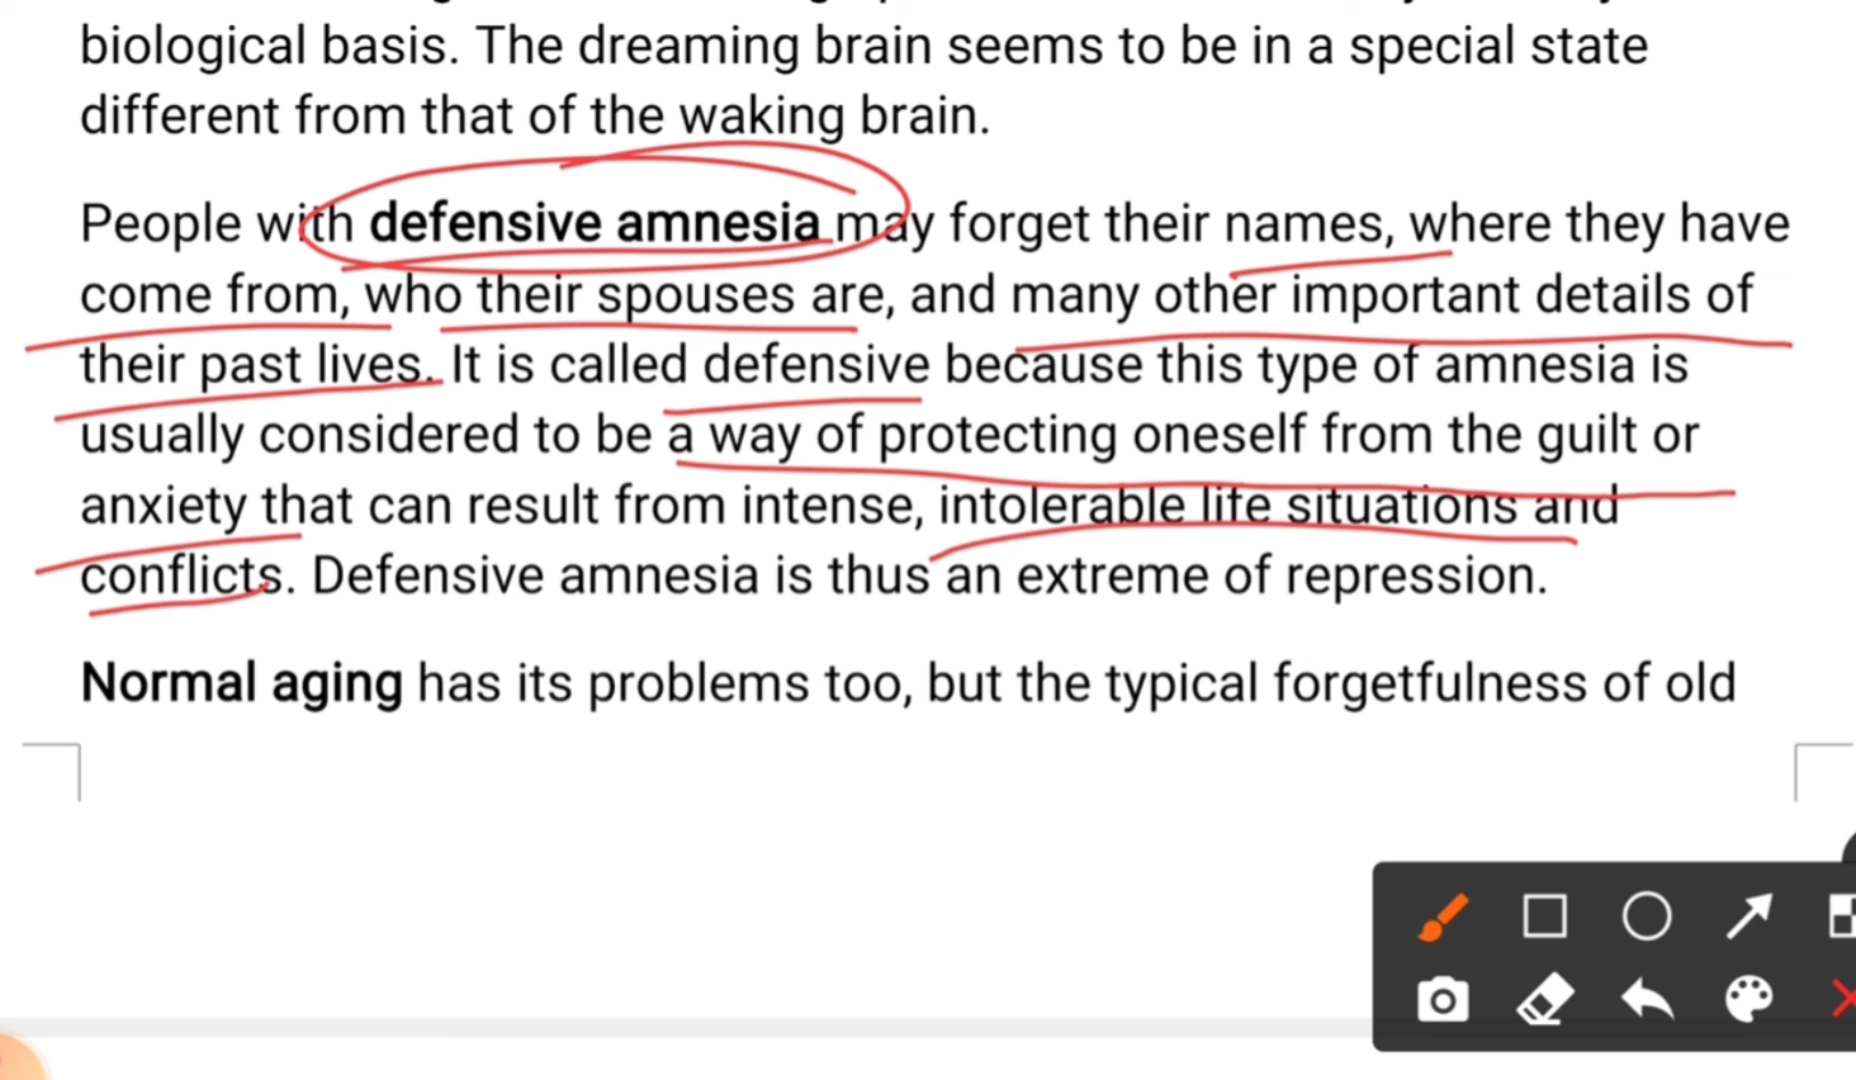 biological basis. The dreaming brain seems to be in a special state
different from that of the waking brain.
People with defensive amnesia may forget their names, where they have
come from, who their spouses are, and many other important details of
their past lives. It is called defensive because this type of amnesia is
usually considered to be a way of protecting oneself from the guilt or
anxiety that can result from intense, intolerable life situations and
conflicts. Defensive amnesia is thus an extreme of repression.
Normal aging has its problems too, but the typical forgetfulness of old